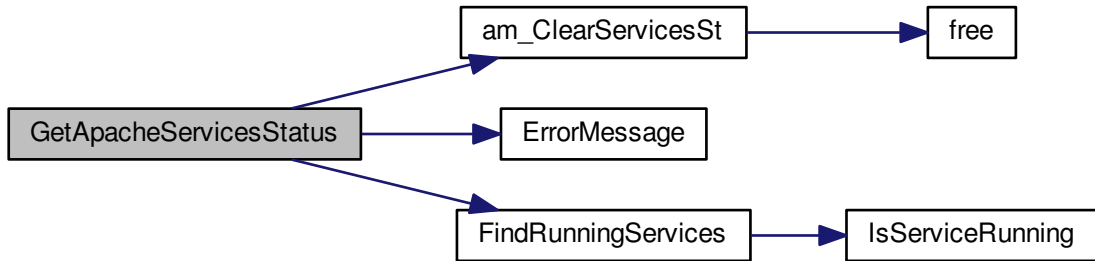 am_ClearServicesSt
free
GetApacheServicesStatus
ErrorMessage
FindRunningServices
IsServiceRunning